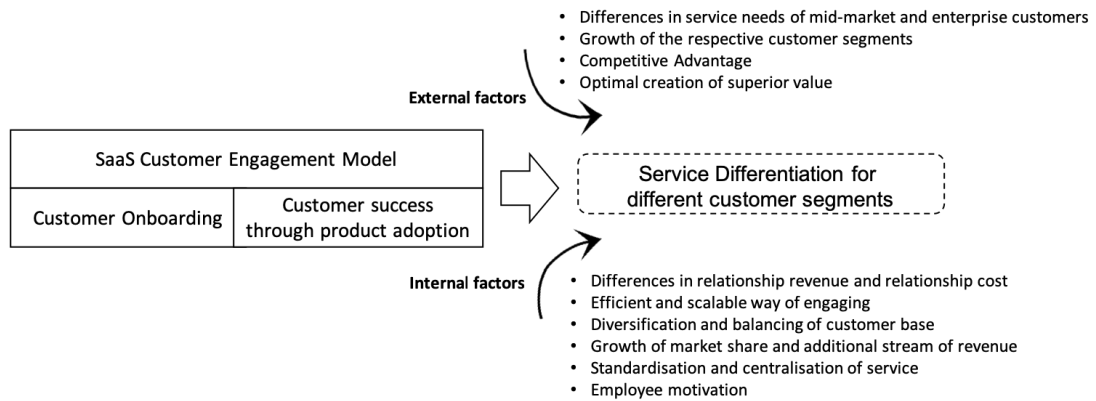 • Differences in service needs of mid-market and enterprise customers
• Growth of the respective customer segments
• Competitive Advantage
• Optimal creation of superior value
External factors
SaaS Customer Engagement Model
Customer Onboarding
Customer success
through product adoption
Service Differentiation for
different customer segments
Internal factors
• Differences in relationship revenue and relationship cost
• Efficient and scalable way of engaging
• Diversification and balancing of customer base
• Growth of market share and additional stream of revenue
• Standardisation and centralisation of service
• Employee motivation